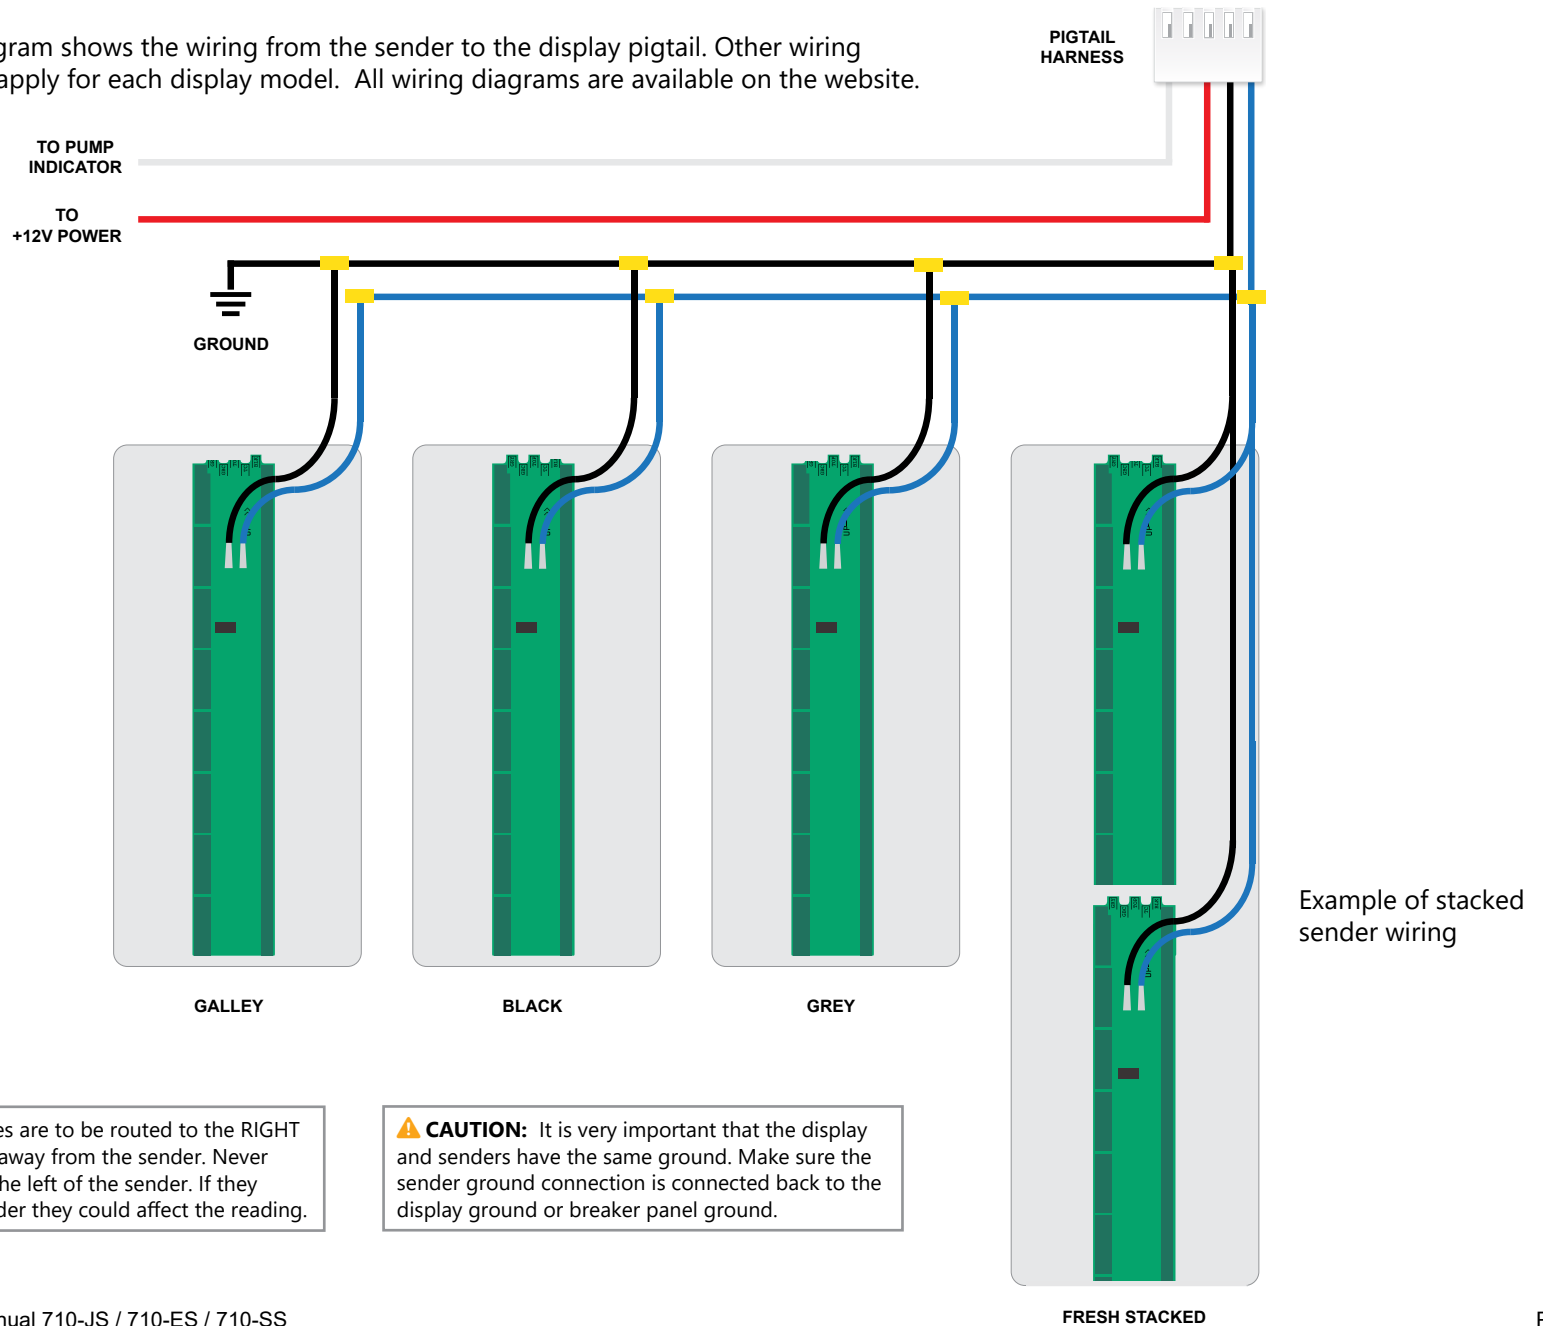 gram shows the wiring from the sender to the display pigtail. Other wiring
apply for each display model.  All wiring diagrams are available on the website.
PIGTAIL
HARNESS
TO PUMP
INDICATOR
TO
+12V POWER
GROUND
Example of stacked
sender wiring
GALLEY
BLACK
GREY
es are to be routed to the RIGHT
away from the sender. Never
he left of the sender. If they
der they could affect the reading.
CAUTION:  It is very important that the display
and senders have the same ground. Make sure the
sender ground connection is connected back to the
display ground or breaker panel ground.
FRESH STACKED
nual 710-JS / 710-ES / 710-SS